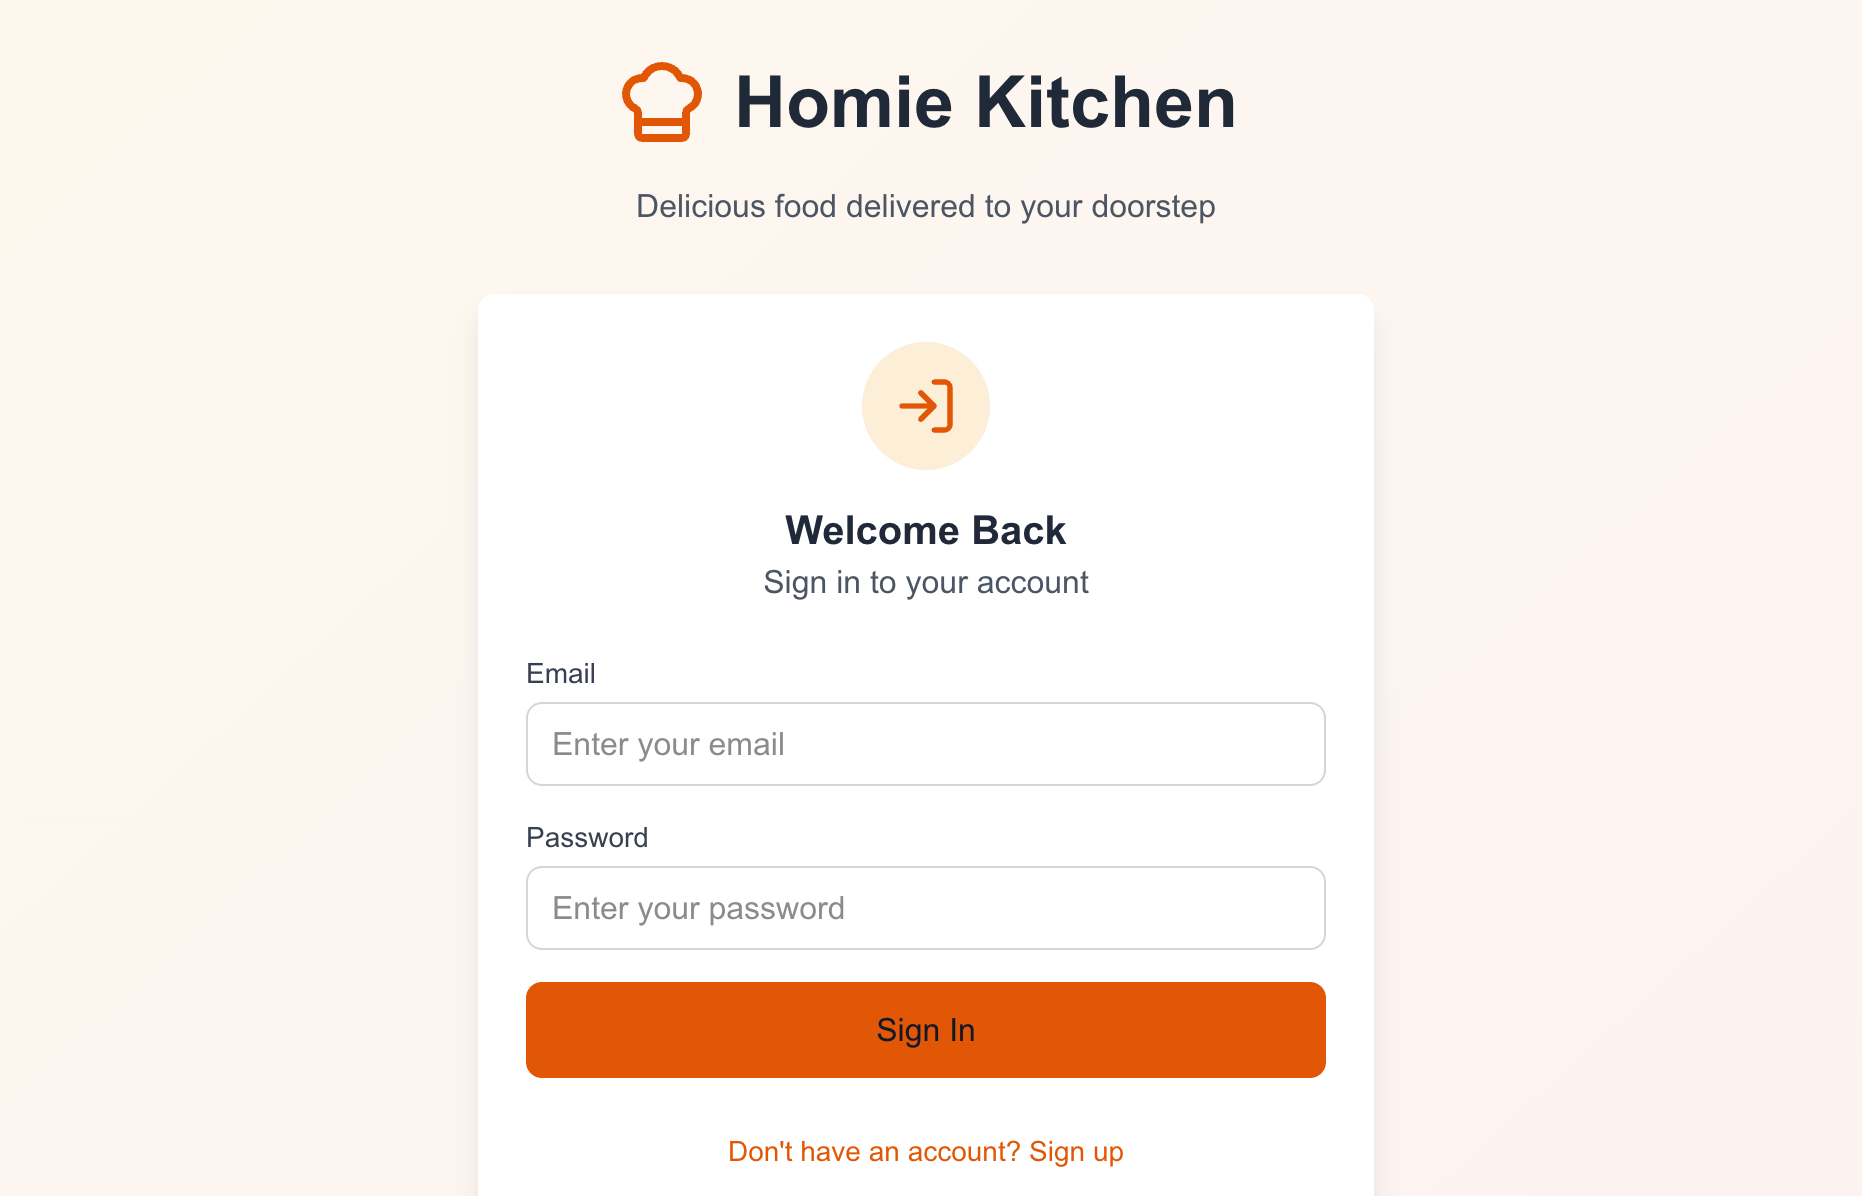 Homie Kitchen
Delicious food delivered to your doorstep
Welcome Back
Sign in to your account
Email
Enter your email
Password
Enter your password
Sign In
Don't have an account? Sign up